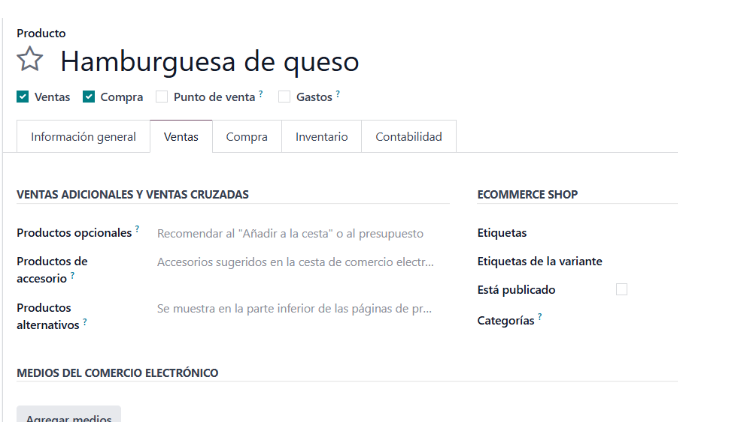 Producto
Hamburguesa de queso
Ventas Compra Punto de venta ? Gastos ?
Información general Ventas Compra Inventario Contabilidad
VENTAS ADICIONALES Y VENTAS CRUZADAS
Productos opcionales ? Recomendar al "Añadir a la cesta" o al presupuesto
Productos de accesorio ? Accesorios sugeridos en la cesta de comercio electr...
Productos alternativos ? Se muestra en la parte inferior de las páginas de pr...
ECOMMERCE SHOP
Etiquetas
Etiquetas de la variante
Está publicado
Categorías ?
MEDIOS DEL COMERCIO ELECTRÓNICO
Agregar medios